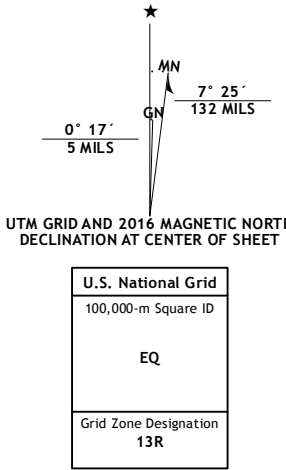 ★
MN
7° 25´
132 MILS
GN
0° 17´
5 MILS
UTM GRID AND 2016 MAGNETIC NORTH
DECLINATION AT CENTER OF SHEET
U.S. National Grid
100,000-m Square ID
EQ
Grid Zone Designation
13R